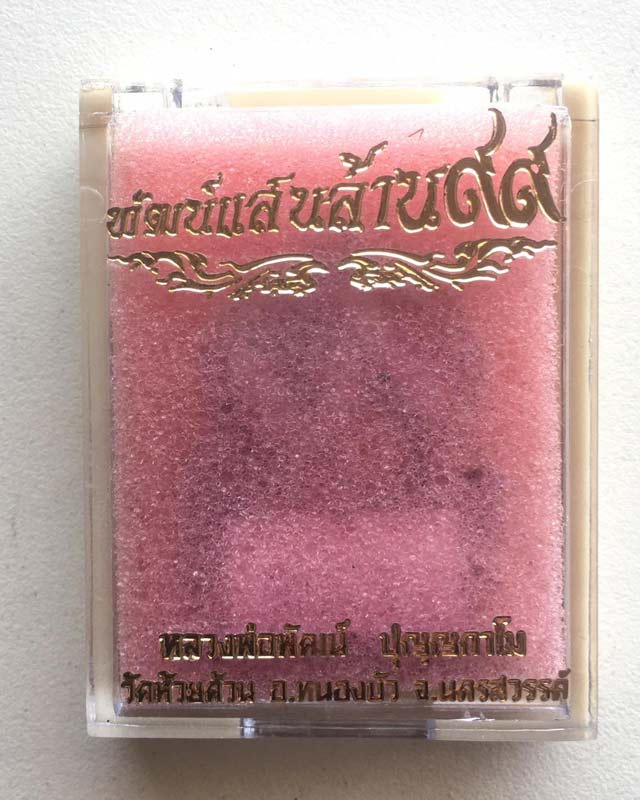 พัฒน์แสนล้าน๙๙
หลวงพ่อพัฒน์ ปุญฺญกาโม
วัดห้วยด้วน อ.หนองบัว จ.นครสวรรค์